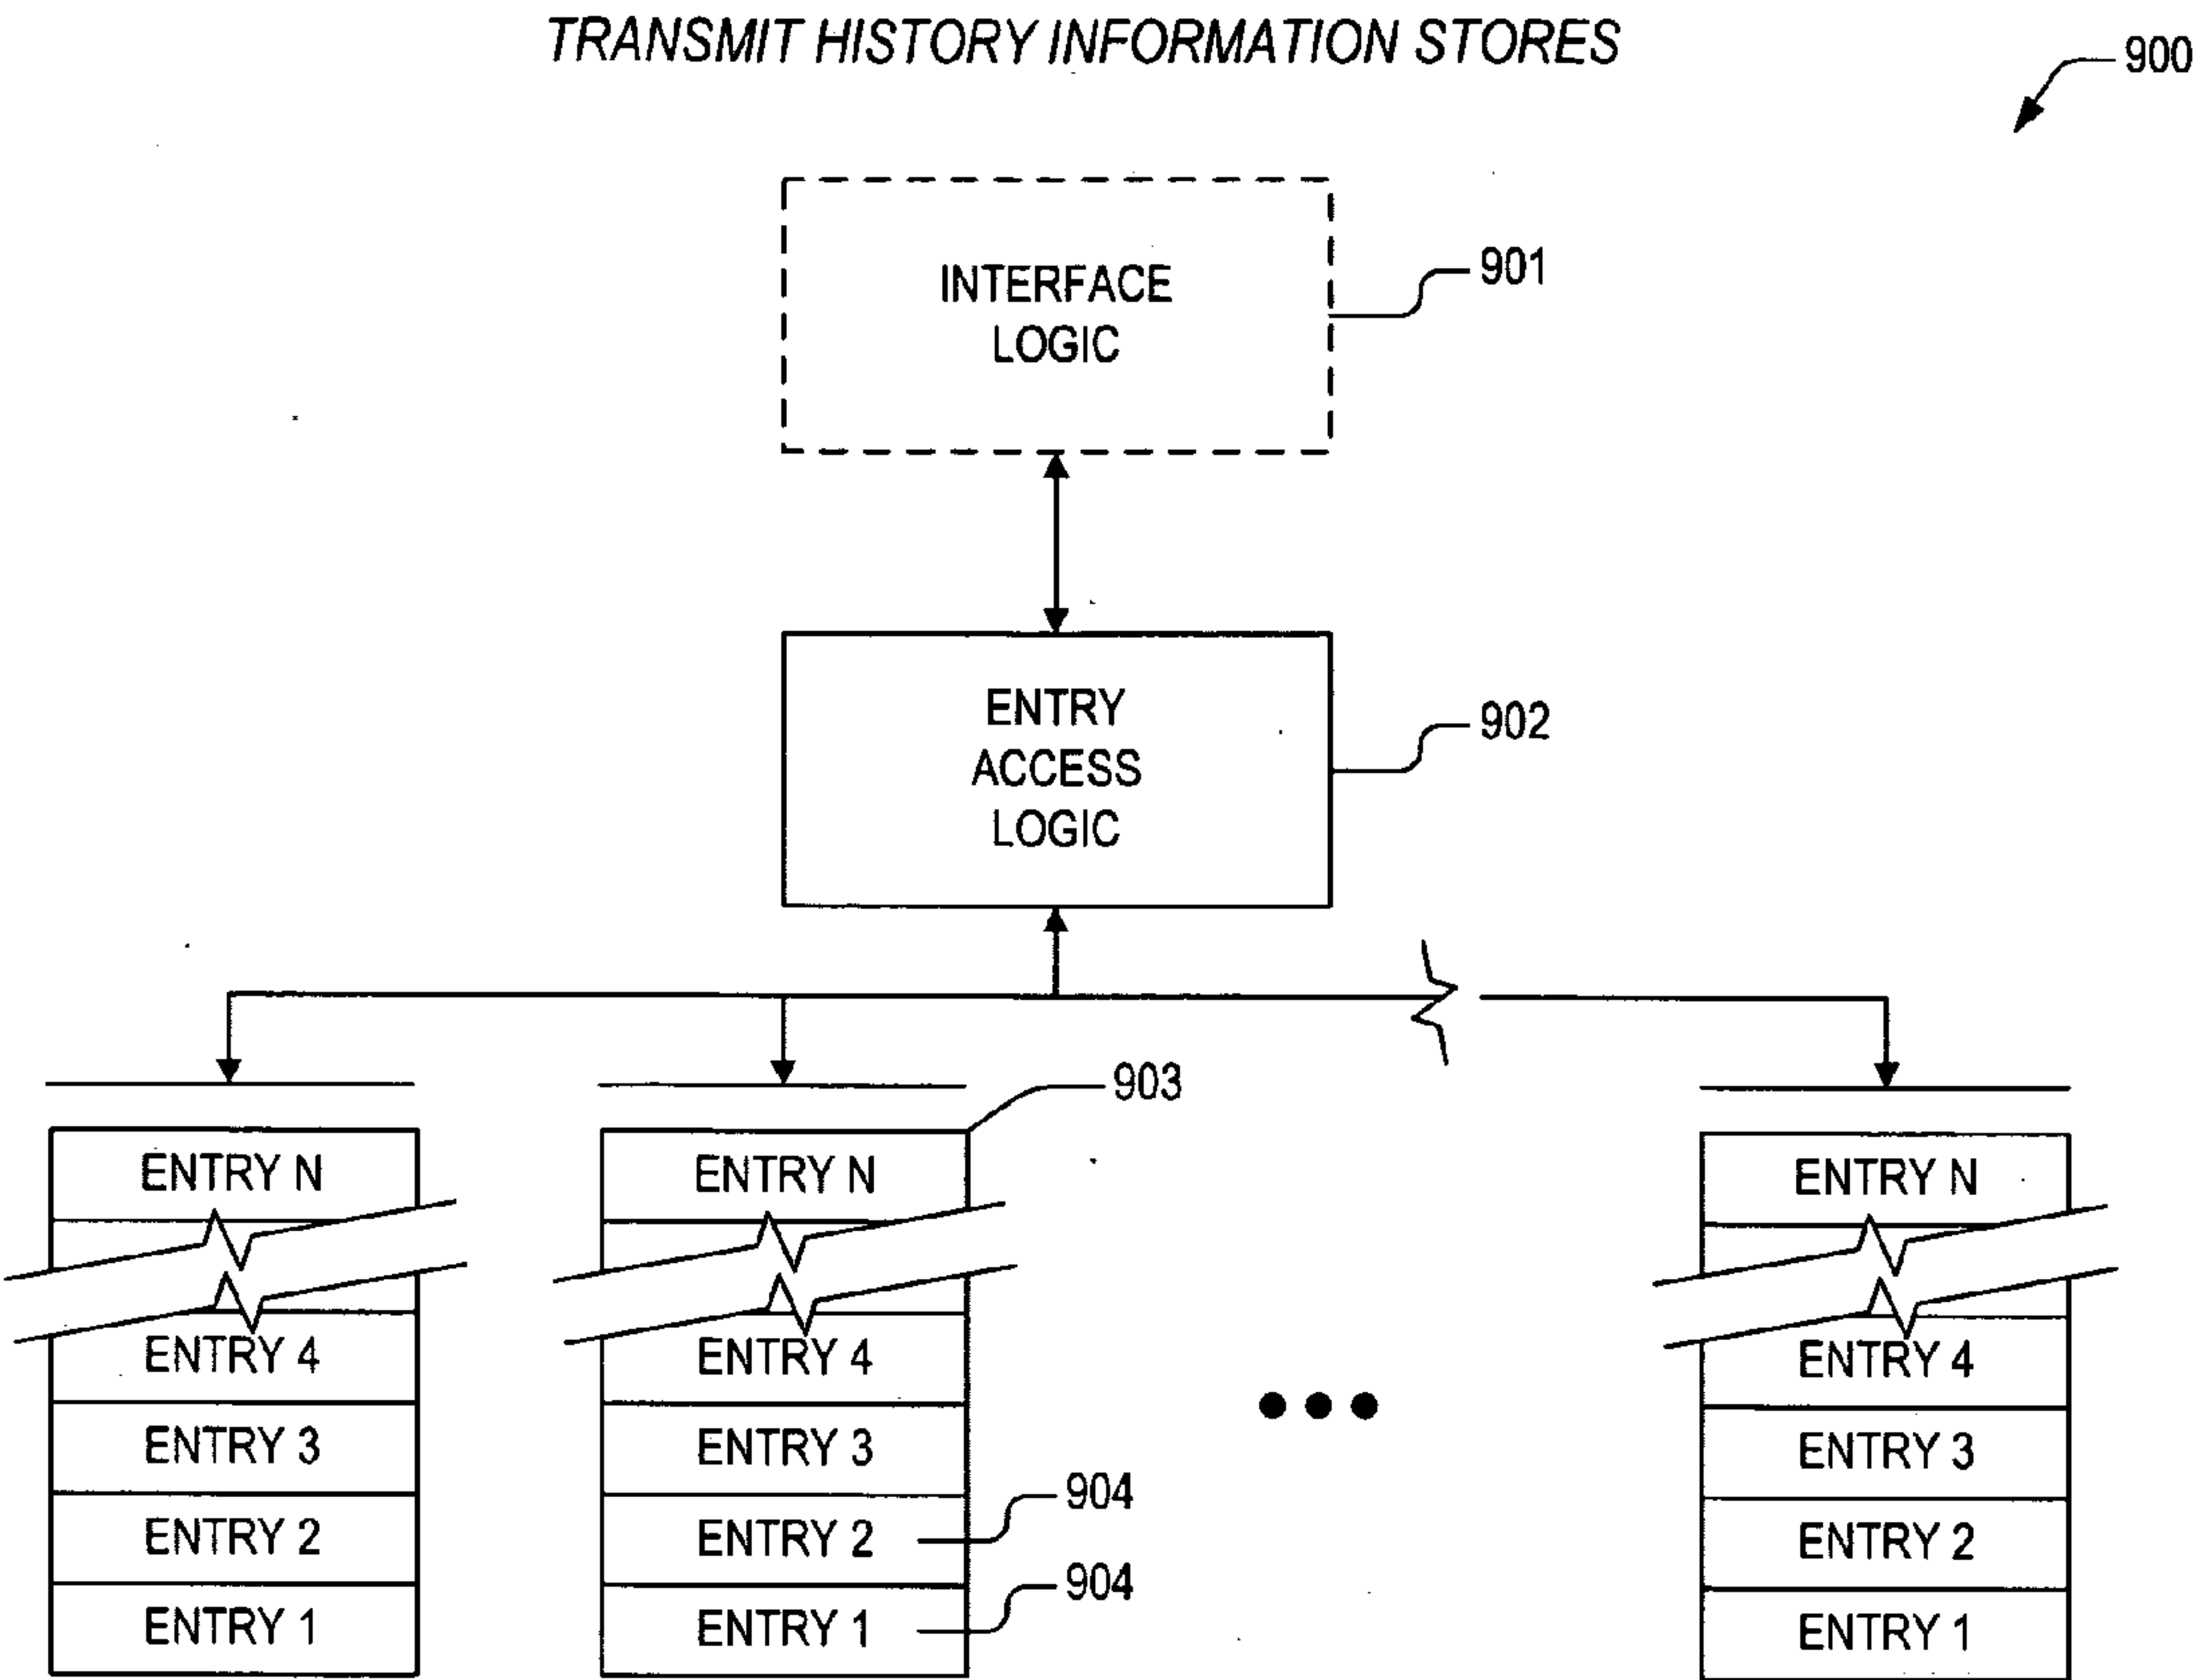 TRANSMIT HISTORY INFORMATION STORES
900
INTERFACE
LOGIC
901
ENTRY
ACCESS
LOGIC
902
903
ENTRY N
ENTRY N
ENTRY N
ENTRY 4
ENTRY 4
ENTRY 4
ENTRY 3
ENTRY 3
ENTRY 3
904
ENTRY 2
ENTRY 2
ENTRY 2
904
ENTRY 1
ENTRY 1
ENTRY 1